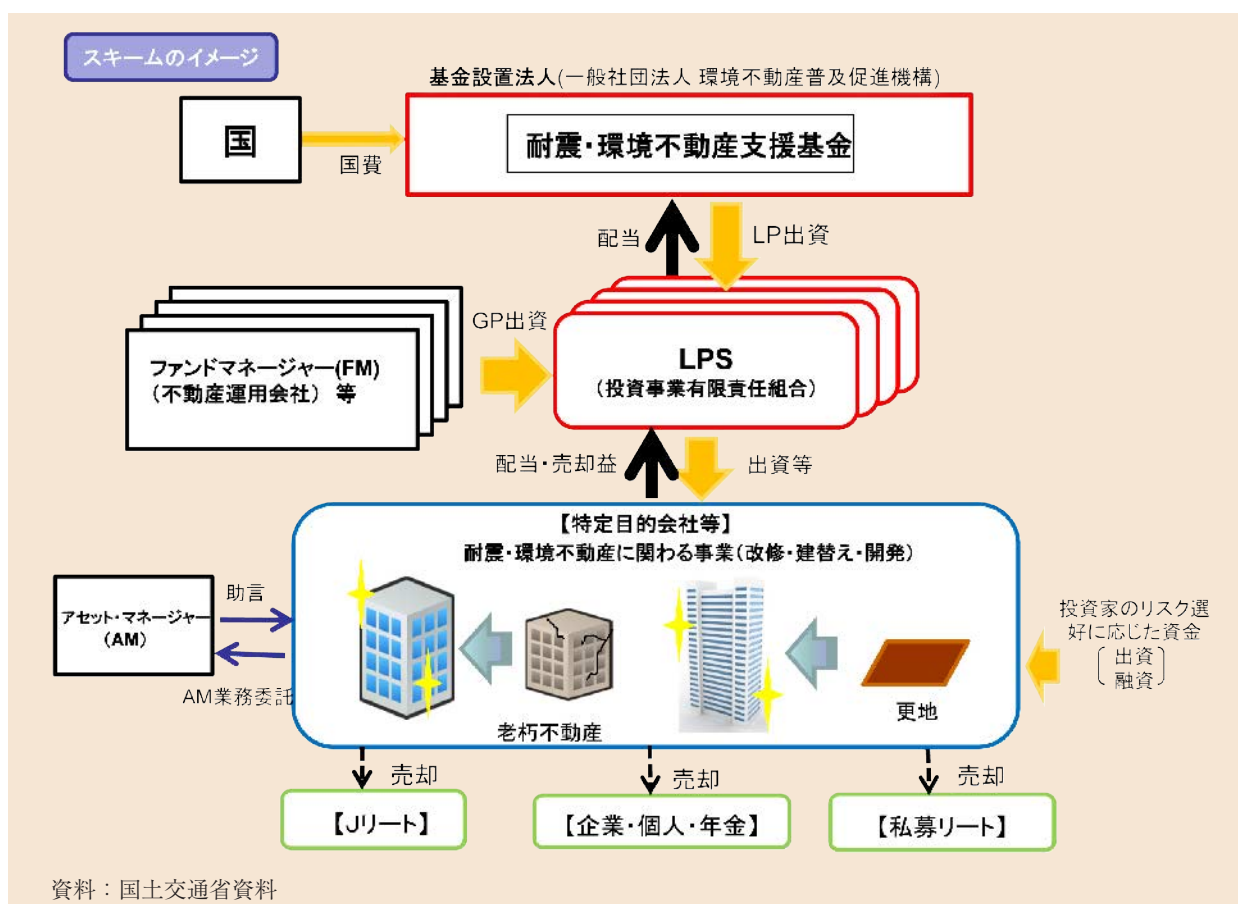 スキームのイメージ
基金設置法人(一般社団法人 環境不動産普及促進機構)
国
国費
耐震・環境不動産支援基金
配当
LP出資
GP出資
ファンドマネージャー(FM)
(不動産運用会社) 等
LPS
(投資事業有限責任組合)
配当・売却益
出資等
【特定目的会社等】
耐震・環境不動産に関わる事業(改修・建替え・開発)
アセット・マネージャー
(AM)
助言
AM業務委託
老朽不動産
更地
投資家のリスク選
好に応じた資金
出資
融資
売却
売却
売却
【Jリート】
【企業・個人・年金】
【私募リート】
資料:国土交通省資料